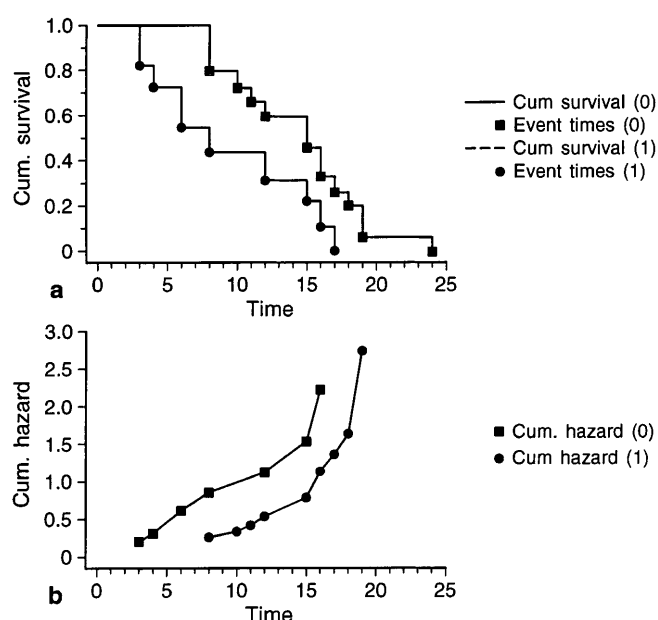 1.0
0.8
0.6
0.4
0.2
0
Cum. survival
Cum survival (0)
Event times (0)
Cum survival (1)
Event times (1)
0 5 10 15 20 25
a
Time
3.0
2.5
2.0
1.5
1.0
0.5
0
Cum. hazard
Cum. hazard (0)
Cum hazard (1)
0 5 10 15 20 25
b
Time